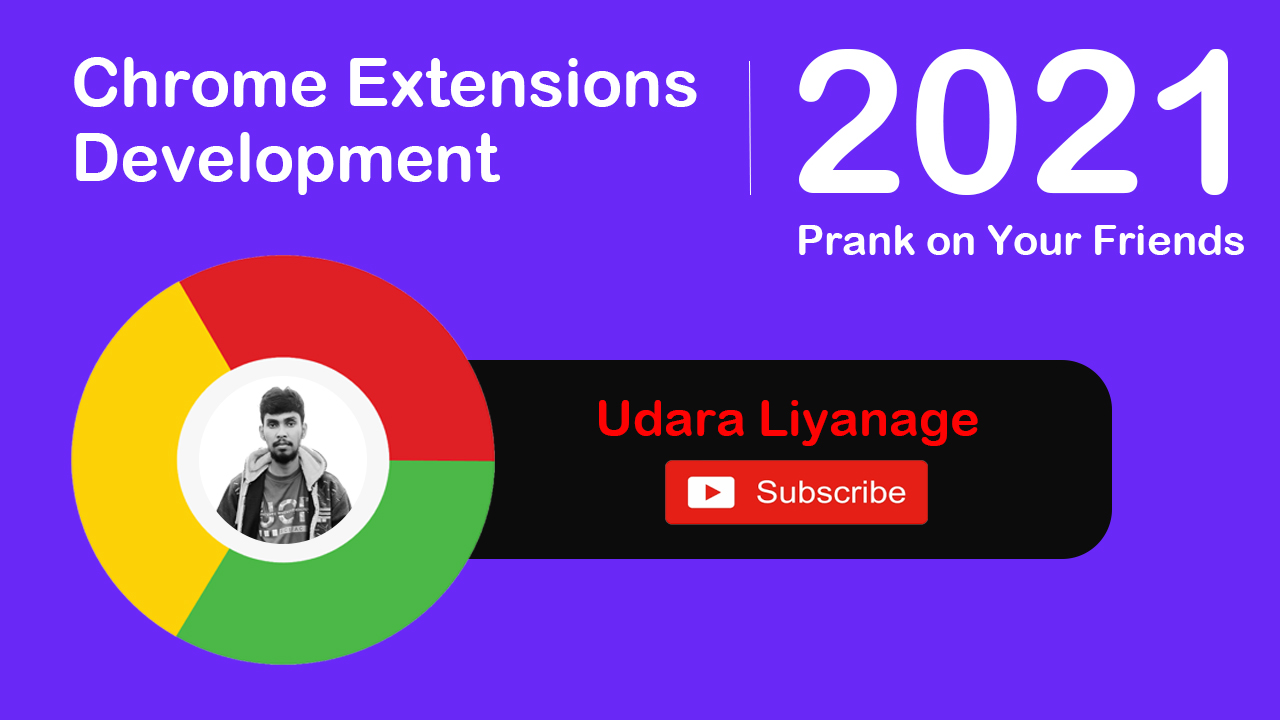 Chrome Extensions
Development
2021
Prank on Your Friends
Udara Liyanage
Subscribe